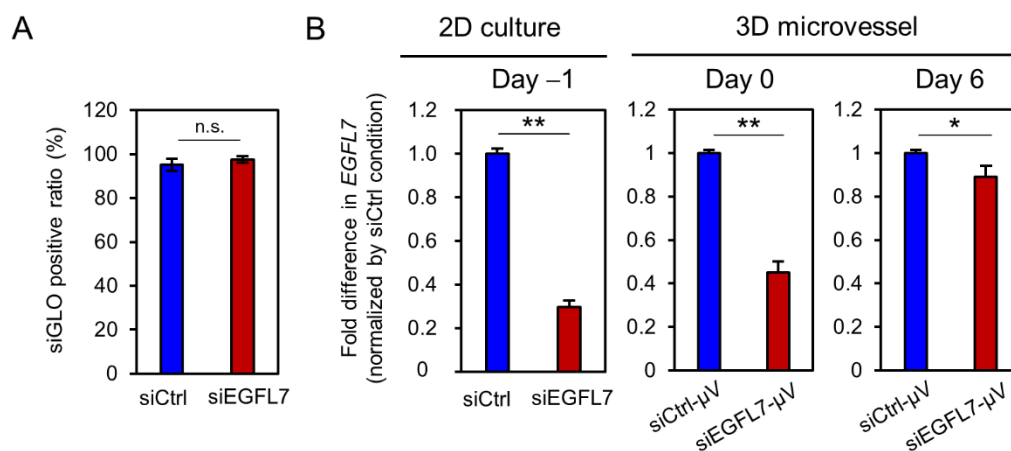 A
siGLO positive ratio (%)
120
100
80
60
40
20
0
n.s.
siCtrl siEGFL7
B
2D culture 3D microvessel
Day −1 Day 0 Day 6
Fold difference in EGFL7
(normalized by siCtrl condition)
1.2
1
0.8
0.6
0.4
0.2
0
**
siCtrl siEGFL7
1.2
1
0.8
0.6
0.4
0.2
0
**
siCtrl-μV siEGFL7-μV
1.2
1
0.8
0.6
0.4
0.2
0
*
siCtrl-μV siEGFL7-μV